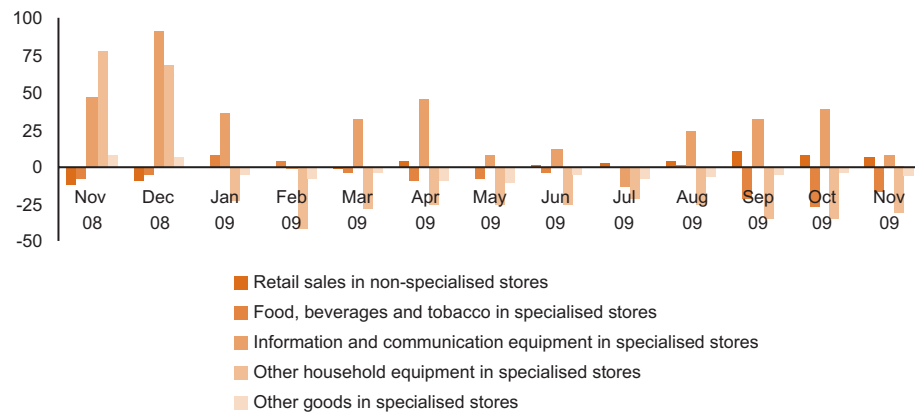 100
75
50
25
0
-25
-50
Nov Dec Jan Feb Mar Apr May Jun Jul Aug Sep Oct Nov
08 08 09 09 09 09 09 09 09 09 09 09 09
Retail sales in non-specialised stores
Food, beverages and tobacco in specialised stores
Information and communication equipment in specialised stores
Other household equipment in specialised stores
Other goods in specialised stores